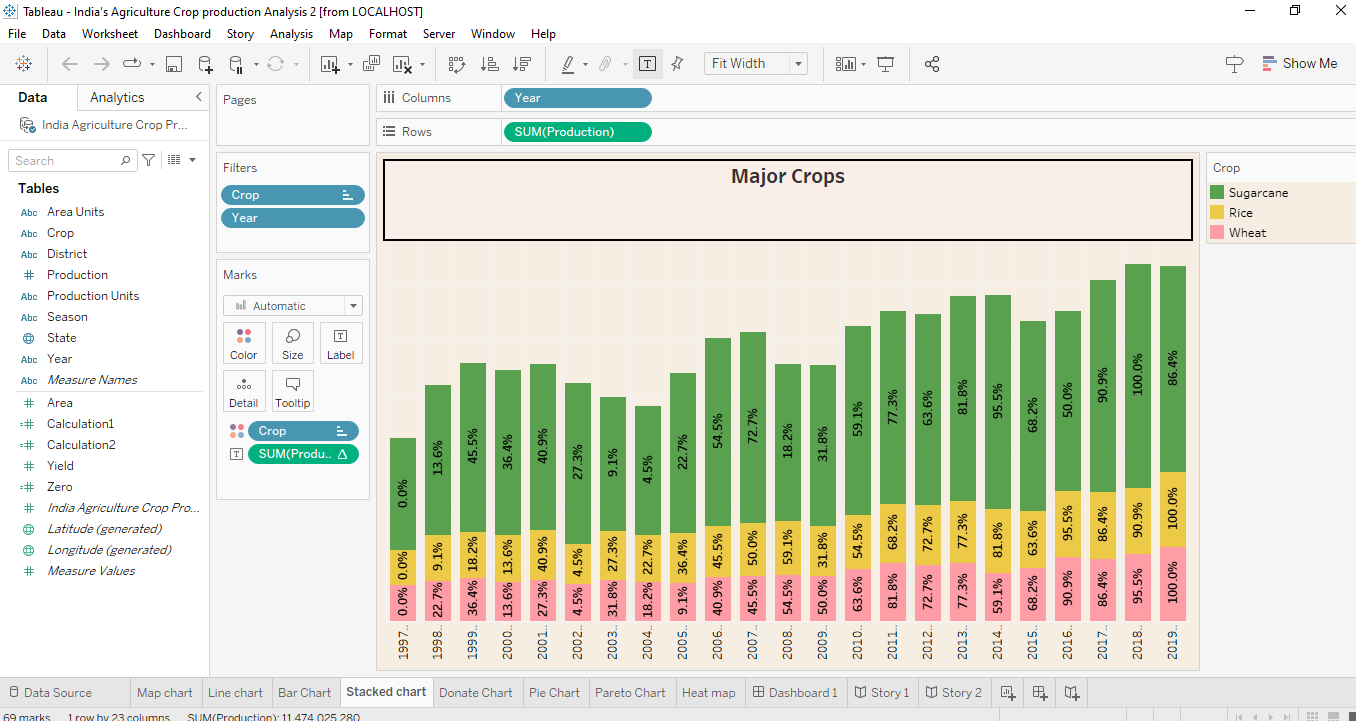 Tableau - India's Agriculture Crop production Analysis 2 [from LOCALHOST]
File Data Worksheet Dashboard Story Analysis Map Format Server Window Help
Fit Width
Show Me
Data Analytics
India Agriculture Crop Pr...
Search
Tables
Abc Area Units
Abc Crop
Abc District
# Production
Abc Production Units
Abc Season
State
Abc Year
Abc Measure Names
# Area
=# Calculation1
=# Calculation2
# Yield
=# Zero
# India Agriculture Crop Pro...
Latitude (generated)
Longitude (generated)
# Measure Values
Pages
Filters
Crop
Year
Marks
Automatic
Color Size Label
Detail Tooltip
Crop
SUM(Produ.. Δ
Columns Year
Rows SUM(Production)
Major Crops
0.0% 13.6% 45.5% 36.4% 40.9% 27.3% 9.1% 4.5% 22.7% 54.5% 72.7% 18.2% 31.8% 59.1% 77.3% 63.6% 81.8% 95.5% 68.2% 50.0% 90.9% 100.0% 86.4%
0.0% 9.1% 18.2% 13.6% 40.9% 4.5% 27.3% 22.7% 36.4% 45.5% 50.0% 59.1% 31.8% 54.5% 68.2% 72.7% 77.3% 81.8% 63.6% 95.5% 86.4% 90.9% 100.0%
0.0% 22.7% 36.4% 13.6% 27.3% 4.5% 31.8% 18.2% 9.1% 40.9% 45.5% 54.5% 50.0% 63.6% 81.8% 72.7% 77.3% 59.1% 68.2% 90.9% 86.4% 95.5% 100.0%
1997.. 1998.. 1999.. 2000.. 2001.. 2002.. 2003.. 2004.. 2005.. 2006.. 2007.. 2008.. 2009.. 2010.. 2011.. 2012.. 2013.. 2014.. 2015.. 2016.. 2017.. 2018.. 2019..
Crop
Sugarcane
Rice
Wheat
Data Source Map chart Line chart Bar Chart Stacked chart Donate Chart Pie Chart Pareto Chart Heat map Dashboard 1 Story 1 Story 2
69 marks 1 row by 23 columns SUM(Production): 11,474,025,280